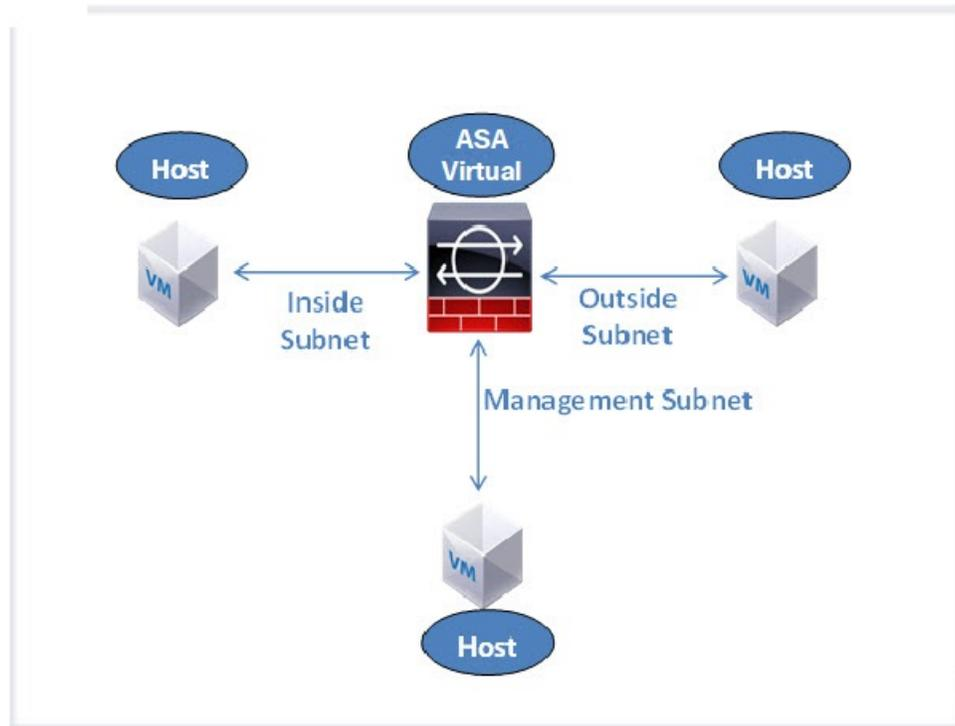 ASA
Virtual
Host
Host
VM
VM
Inside
Subnet
Outside
Subnet
Management Subnet
VM
Host